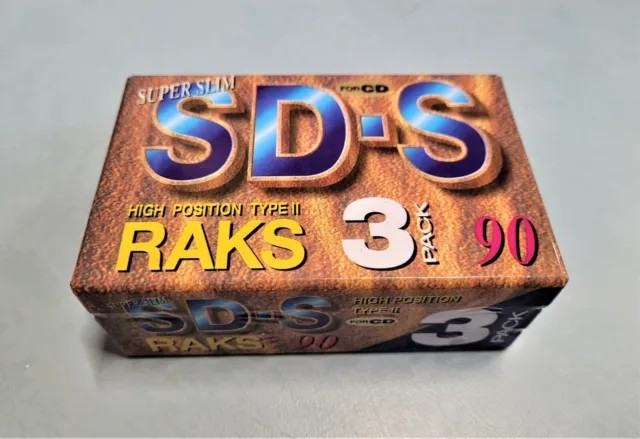 SUPER SLIM
FOR CD
SD-S
HIGH POSITION TYPE II
RAKS
3
PACK
90
SUPER SLIM
SD-S
HIGH POSITION
TYPE II
FOR CD
RAKS 90
3
PACK